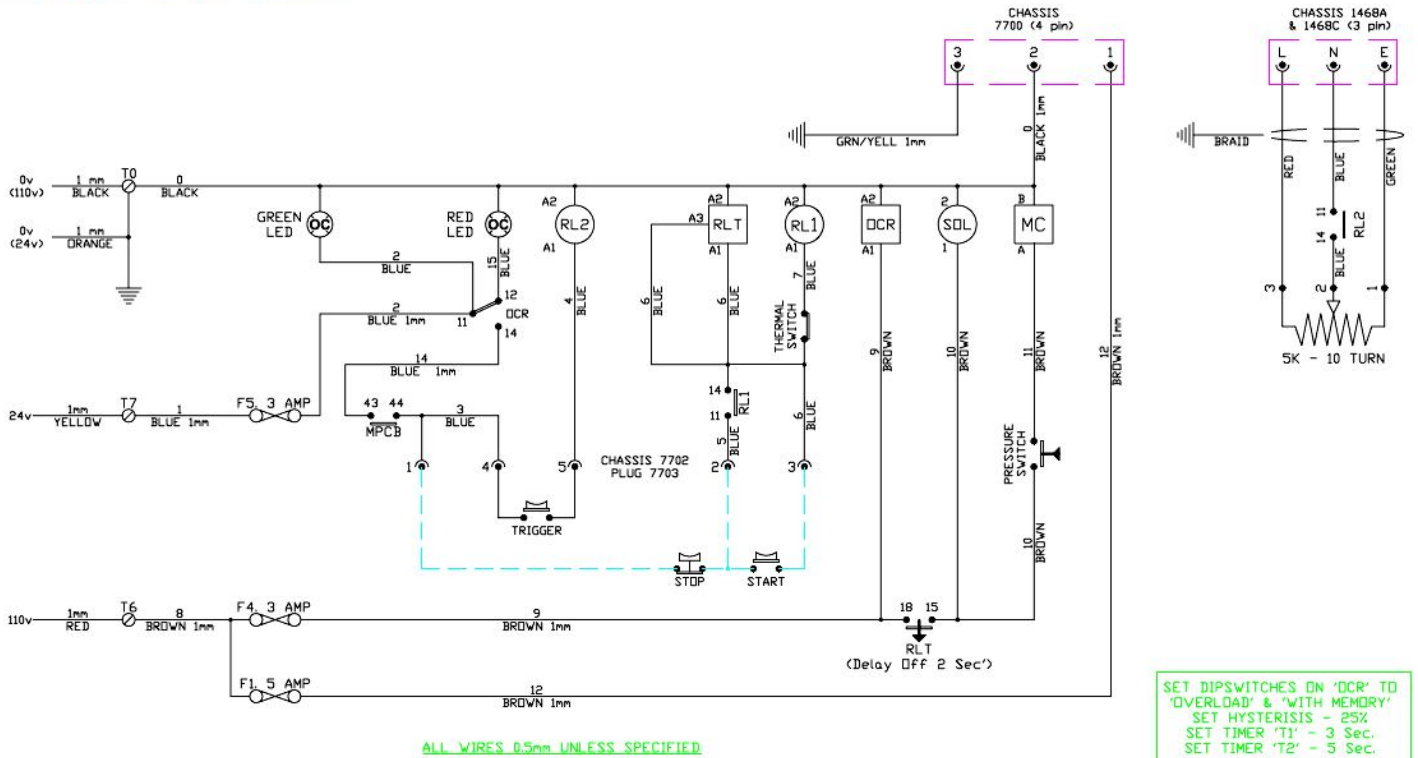 CHASSIS
7700 (4 pin)
3 2 1
CHASSIS 1468A
& 1468C (3 pin)
L N E
GRN/YELL 1mm
0
BLACK 1mm
BRAID
RED
BLUE
GREEN
11
14
RL2
BLUE
3 2 1
5K - 10 TURN
0v
(110v)
1 mm
BLACK
T0
0
BLACK
0v
(24v)
1 mm
ORANGE
GREEN
LED
OC
RED
LED
OC
A2
RL2
A1
A3
A2
RLT
A1
A2
RL1
A1
A2
OCR
A1
2
SOL
1
B
MC
A
2
BLUE
15
BLUE
12
OCR
11
14
2
BLUE 1mm
4
BLUE
6
BLUE
6
BLUE
7
BLUE
THERMAL
SWITCH
9
BROWN
10
BROWN
11
BROWN
12
BROWN 1mm
14
BLUE 1mm
24v
1mm
YELLOW
T7
1
BLUE 1mm
F5. 3 AMP
43 44
MPCB
3
BLUE
14
11
RL1
5
BLUE
6
BLUE
PRESSURE
SWITCH
1 4 5
CHASSIS 7702
PLUG 7703
2 3
TRIGGER
10
BROWN
STOP
START
110v
1mm
RED
T6
8
BROWN 1mm
F4. 3 AMP
9
BROWN 1mm
18 15
RLT
(Delay Off 2 Sec')
F1. 5 AMP
12
BROWN 1mm
ALL WIRES 0.5mm UNLESS SPECIFIED
SET DIPSWITCHES ON 'OCR' TO
'OVERLOAD' & 'WITH MEMORY'
SET HYSTERISIS - 25%
SET TIMER 'T1' - 3 Sec.
SET TIMER 'T2' - 5 Sec.